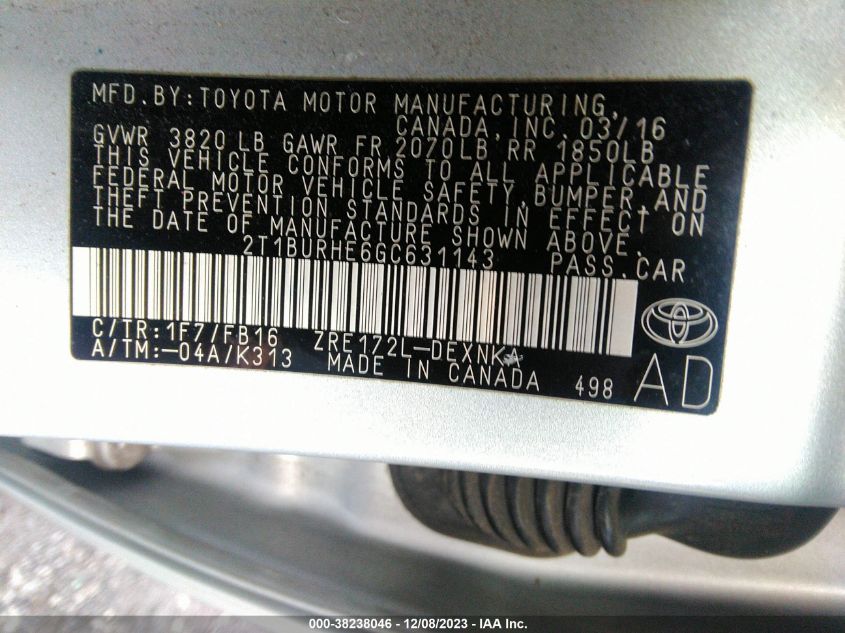 MFD.BY:TOYOTA MOTOR MANUFACTURING,
CANADA,INC. 03/16
GVWR 3820 LB GAWR FR 2070LB RR 1850LB
THIS VEHICLE CONFORMS TO ALL APPLICABLE
FEDERAL MOTOR VEHICLE SAFETY,BUMPER,AND
THEFT PREVENTION STANDARDS IN EFFECT ON
THE DATE OF MANUFACTURE SHOWN ABOVE.
2T1BURHE6GC631143 PASS.CAR
C/TR:1F7/FB16 ZRE172L-DEXNKA
A/TM:-04A/K313 MADE IN CANADA 498 AD
000-38238046 - 12/08/2023 - IAA Inc.